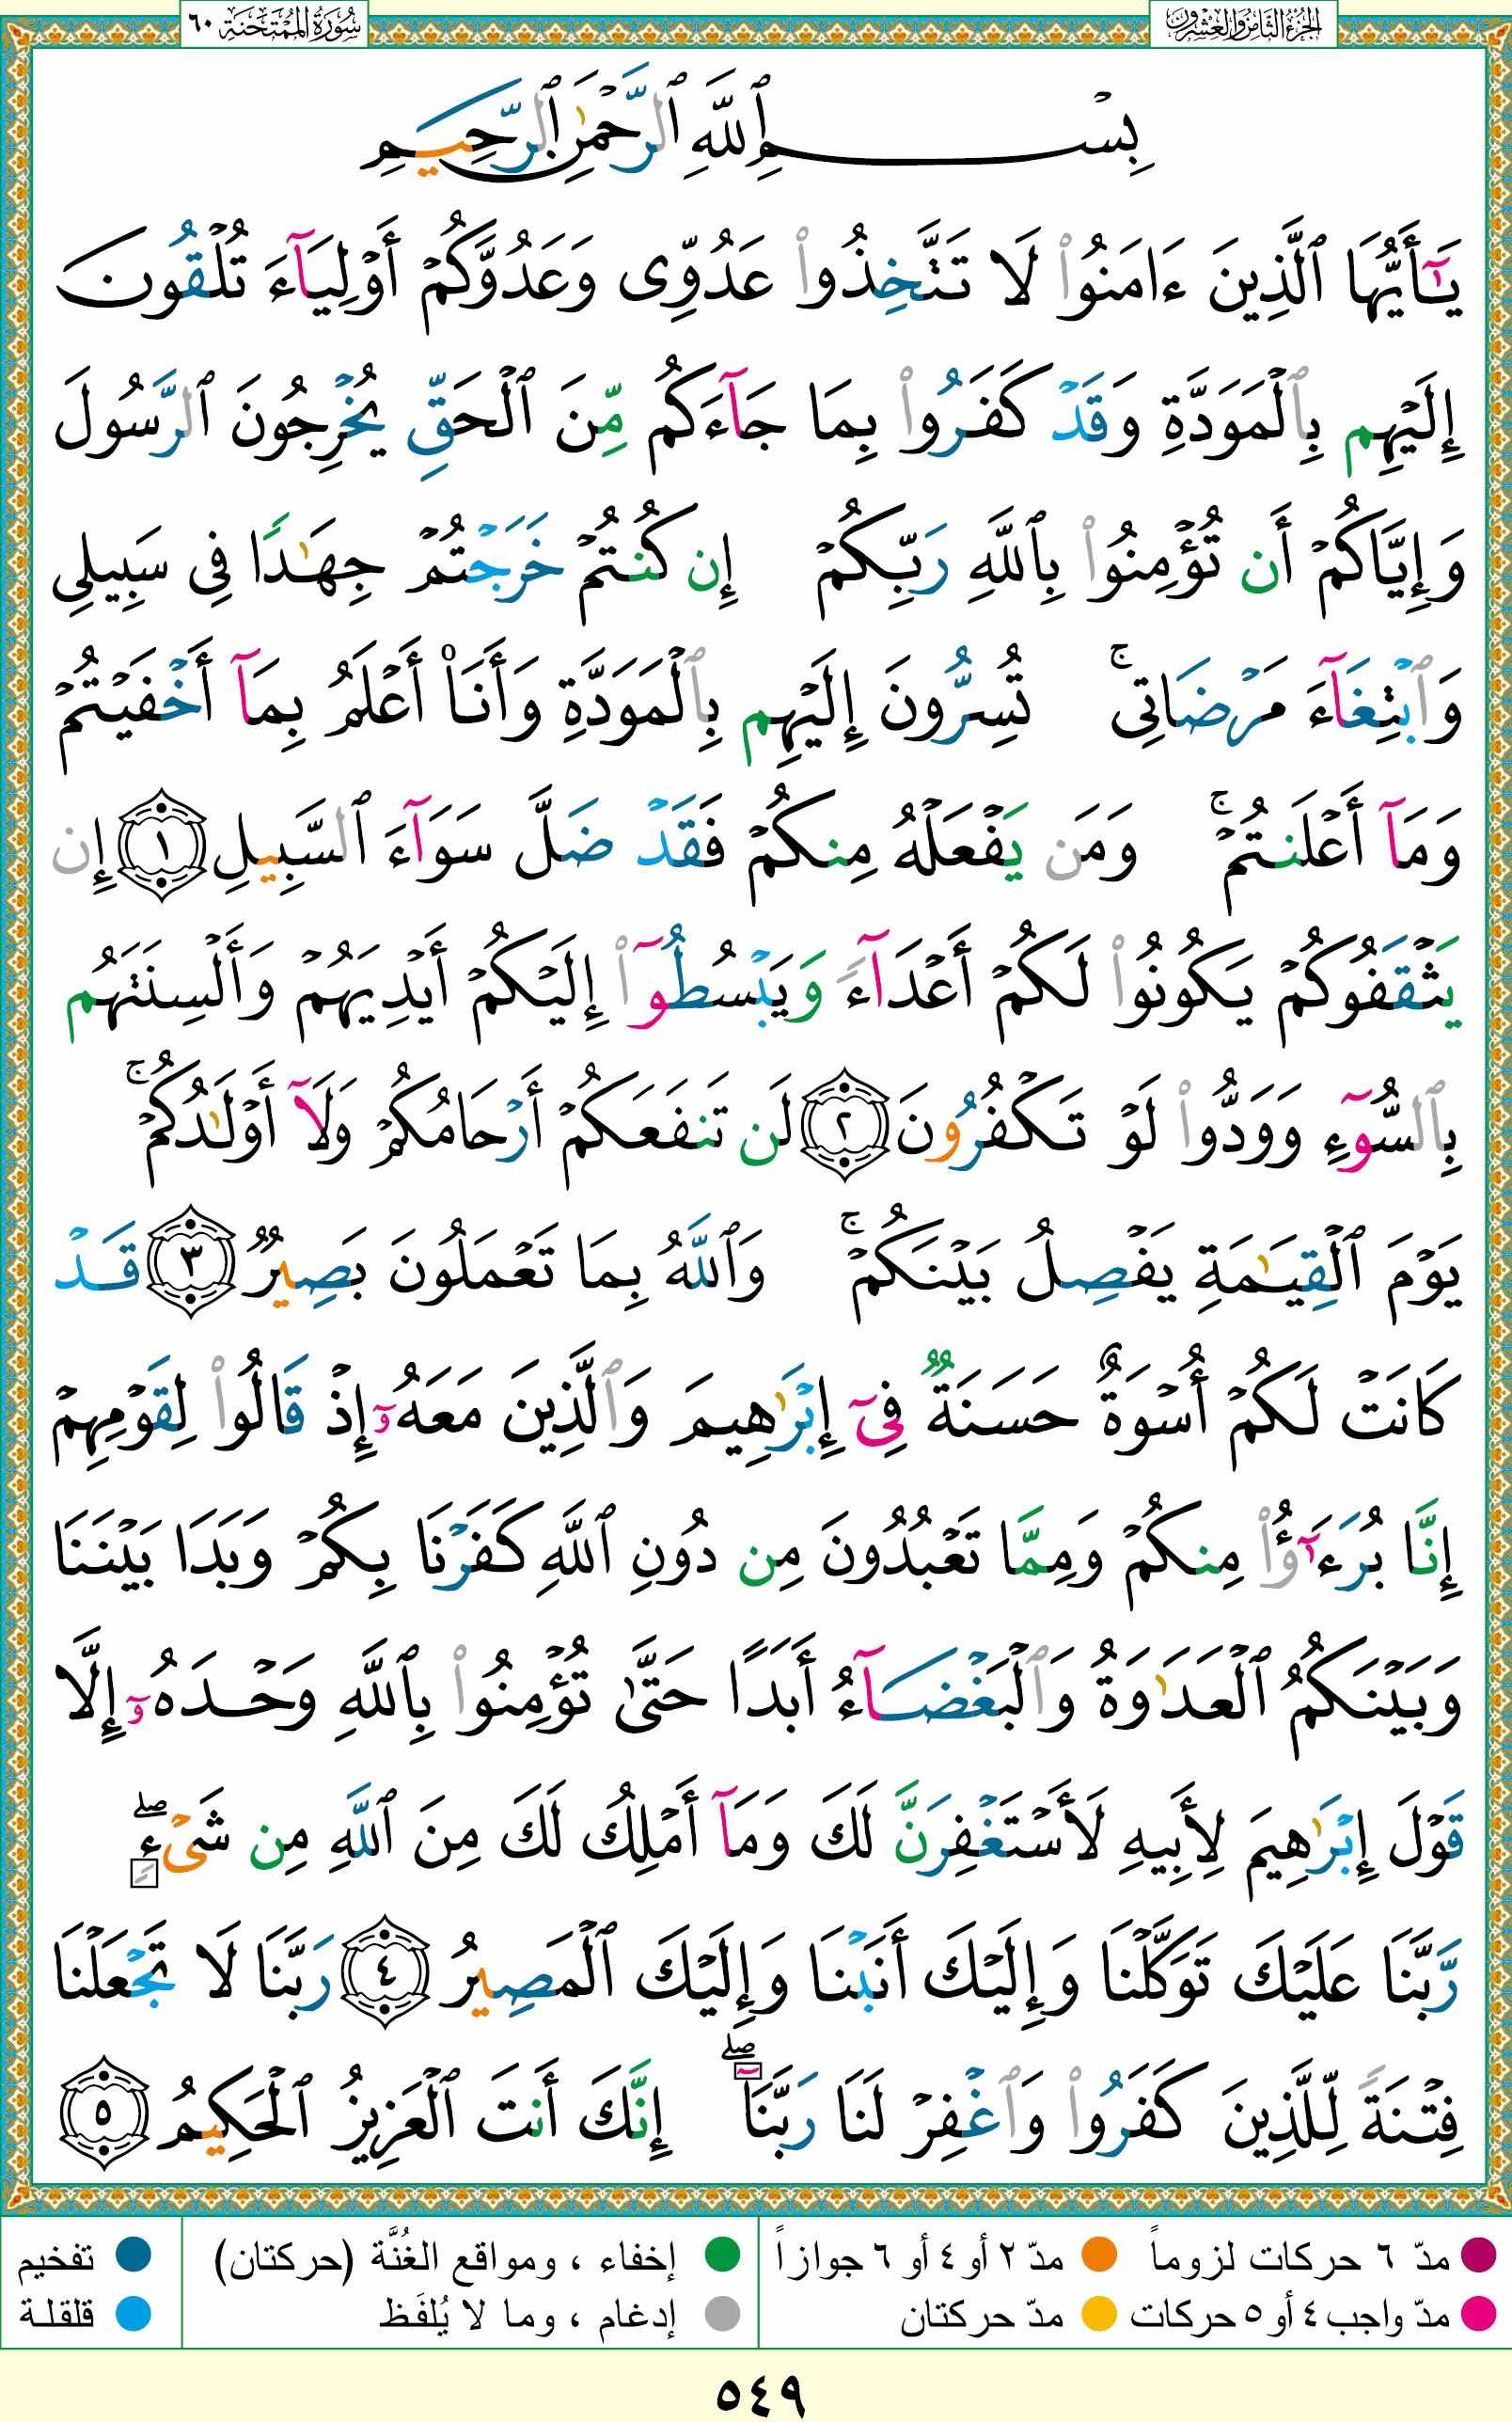 الجزء الثامن والعشرون
سورة الممتحنة ٦٠
بِسْمِ ٱللَّهِ ٱلرَّحْمَٰنِ ٱلرَّحِيمِ
يَـٰٓأَيُّهَا ٱلَّذِينَ ءَامَنُوا۟ لَا تَتَّخِذُوا۟ عَدُوِّى وَعَدُوَّكُمْ أَوْلِيَآءَ تُلْقُونَ
إِلَيْهِم بِٱلْمَوَدَّةِ وَقَدْ كَفَرُوا۟ بِمَا جَآءَكُم مِّنَ ٱلْحَقِّ يُخْرِجُونَ ٱلرَّسُولَ
وَإِيَّاكُمْ أَن تُؤْمِنُوا۟ بِٱللَّهِ رَبِّكُمْ إِن كُنتُمْ خَرَجْتُمْ جِهَـٰدًا فِى سَبِيلِى
وَٱبْتِغَآءَ مَرْضَاتِى ۚ تُسِرُّونَ إِلَيْهِم بِٱلْمَوَدَّةِ وَأَنَا۠ أَعْلَمُ بِمَآ أَخْفَيْتُمْ
وَمَآ أَعْلَنتُمْ ۚ وَمَن يَفْعَلْهُ مِنكُمْ فَقَدْ ضَلَّ سَوَآءَ ٱلسَّبِيلِ ١ إِن
يَثْقَفُوكُمْ يَكُونُوا۟ لَكُمْ أَعْدَآءً وَيَبْسُطُوٓا۟ إِلَيْكُمْ أَيْدِيَهُمْ وَأَلْسِنَتَهُم
بِٱلسُّوٓءِ وَوَدُّوا۟ لَوْ تَكْفُرُونَ ٢ لَن تَنفَعَكُمْ أَرْحَامُكُمْ وَلَآ أَوْلَـٰدُكُمْ ۚ
يَوْمَ ٱلْقِيَـٰمَةِ يَفْصِلُ بَيْنَكُمْ ۚ وَٱللَّهُ بِمَا تَعْمَلُونَ بَصِيرٌ ٣ قَدْ
كَانَتْ لَكُمْ أُسْوَةٌ حَسَنَةٌ فِىٓ إِبْرَٰهِيمَ وَٱلَّذِينَ مَعَهُۥٓ إِذْ قَالُوا۟ لِقَوْمِهِمْ
إِنَّا بُرَءَٰٓؤُا۟ مِنكُمْ وَمِمَّا تَعْبُدُونَ مِن دُونِ ٱللَّهِ كَفَرْنَا بِكُمْ وَبَدَا بَيْنَنَا
وَبَيْنَكُمُ ٱلْعَدَٰوَةُ وَٱلْبَغْضَآءُ أَبَدًا حَتَّىٰ تُؤْمِنُوا۟ بِٱللَّهِ وَحْدَهُۥٓ إِلَّا
قَوْلَ إِبْرَٰهِيمَ لِأَبِيهِ لَأَسْتَغْفِرَنَّ لَكَ وَمَآ أَمْلِكُ لَكَ مِنَ ٱللَّهِ مِن شَىْءٍ ۖ
رَّبَّنَا عَلَيْكَ تَوَكَّلْنَا وَإِلَيْكَ أَنَبْنَا وَإِلَيْكَ ٱلْمَصِيرُ ٤ رَبَّنَا لَا تَجْعَلْنَا
فِتْنَةً لِّلَّذِينَ كَفَرُوا۟ وَٱغْفِرْ لَنَا رَبَّنَآ ۖ إِنَّكَ أَنتَ ٱلْعَزِيزُ ٱلْحَكِيمُ ٥
مدّ ٦ حركات لزوماً مدّ ٢ أو ٤ أو ٦ جوازاً إخفاء ، ومواقع الغُنَّة (حركتان) تفخيم
مدّ واجب ٤ أو ٥ حركات مدّ حركتان إدغام ، وما لا يُلفَظ قلقلة
٥٤٩